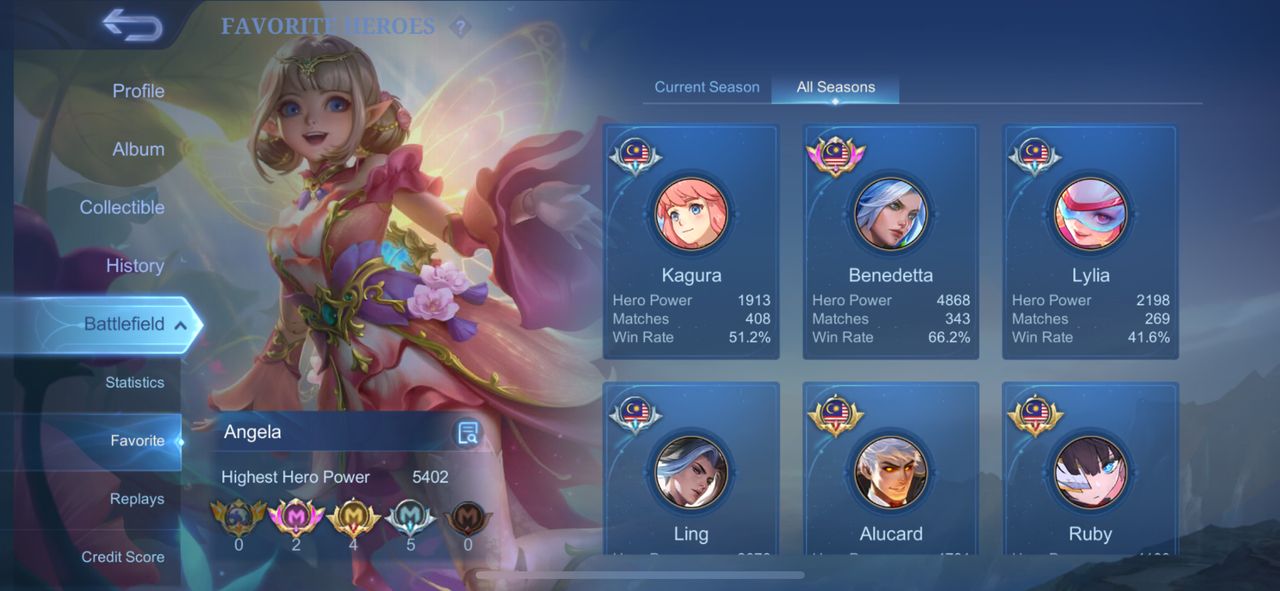 FAVORITE HEROES ?
Profile
Album
Collectible
History
Battlefield
Statistics
Favorite
Replays
Credit Score
Angela
Highest Hero Power 5402
0 2 4 5 0
Current Season All Seasons
Kagura
Hero Power 1913
Matches 408
Win Rate 51.2%
Benedetta
Hero Power 4868
Matches 343
Win Rate 66.2%
Lylia
Hero Power 2198
Matches 269
Win Rate 41.6%
Ling
Alucard
Ruby